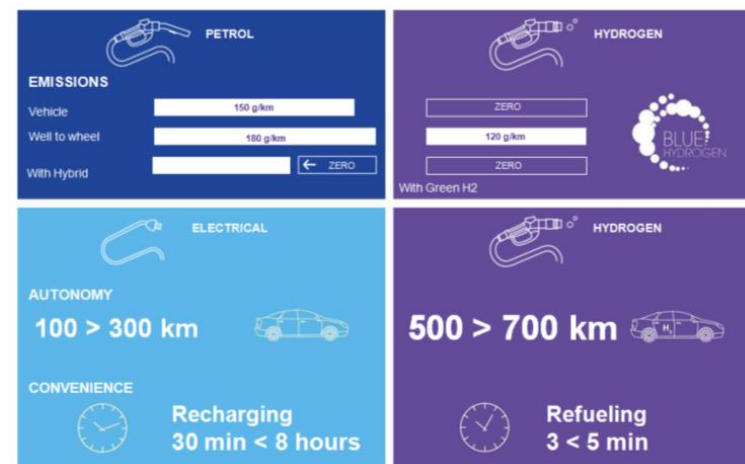 PETROL
EMISSIONS
Vehicle 150 g/km
Well to wheel 180 g/km
With Hybrid ← ZERO
HYDROGEN
ZERO
120 g/km
ZERO
With Green H2
BLUE
HYDROGEN
ELECTRICAL
AUTONOMY
100 > 300 km
CONVENIENCE
Recharging
30 min < 8 hours
HYDROGEN
500 > 700 km
H₂
Refueling
3 < 5 min